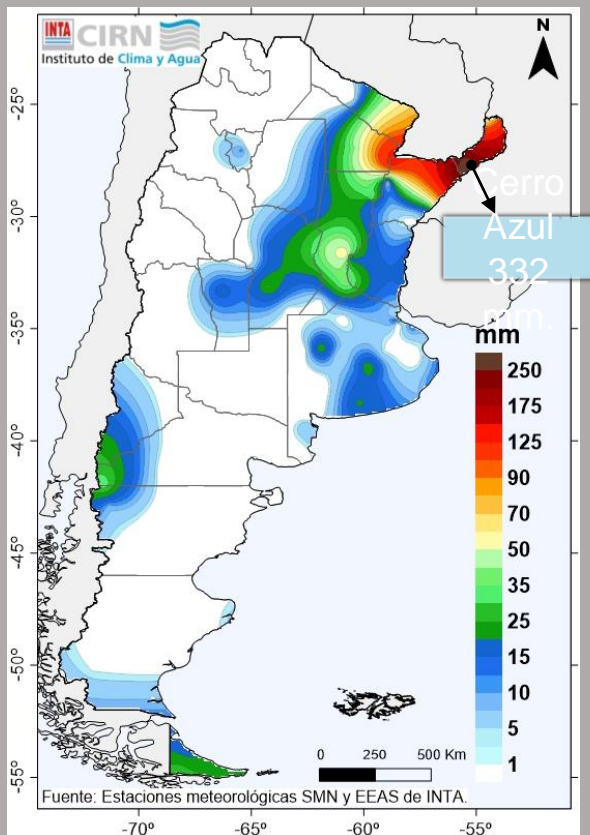 INTA CIRN
Instituto de Clima y Agua
N
-25°
-30°
-35°
-40°
-45°
-50°
-55°
Cerro
Azul
332
mm.
mm
250
175
125
90
70
50
35
25
15
10
5
1
0 250 500 Km
Fuente: Estaciones meteorológicas SMN y EEAS de INTA.
-70° -65° -60° -55°